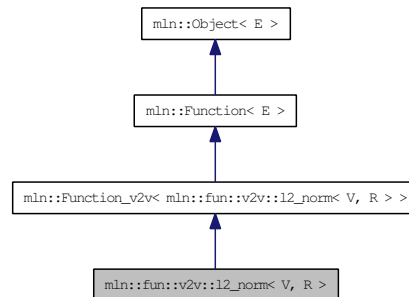 mln::Object< E >
mln::Function< E >
mln::Function_v2v< mln::fun::v2v::l2_norm< V, R > >
mln::fun::v2v::l2_norm< V, R >